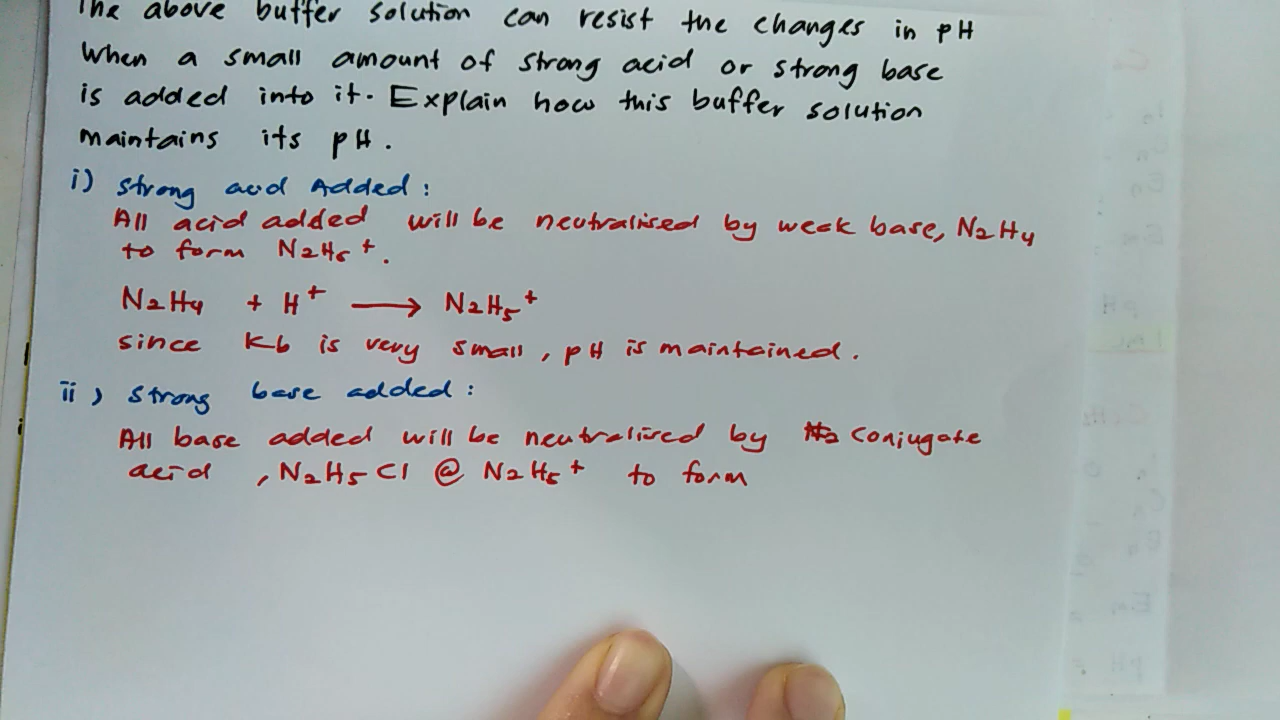 The above buffer solution can resist the changes in pH
when a small amount of strong acid or strong base
is added into it. Explain how this buffer solution
maintains its pH.
i) strong acid Added :
All acid added will be neutralised by weak base, N2H4
to form N2H5+.
N2H4 + H+ ⟶ N2H5+
since Kb is very small, pH is maintained.
ii) strong base added :
All base added will be neutralised by conjugate
acid , N2H5Cl @ N2H5+ to form